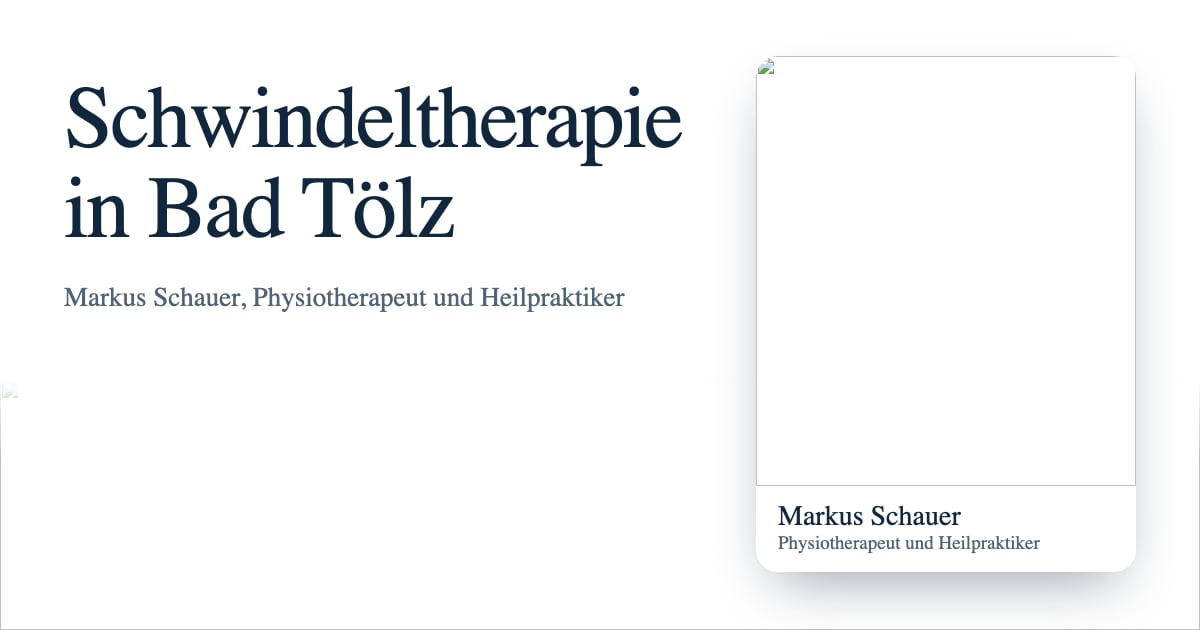 Schwindeltherapie
in Bad Tölz
Markus Schauer, Physiotherapeut und Heilpraktiker
Markus Schauer
Physiotherapeut und Heilpraktiker